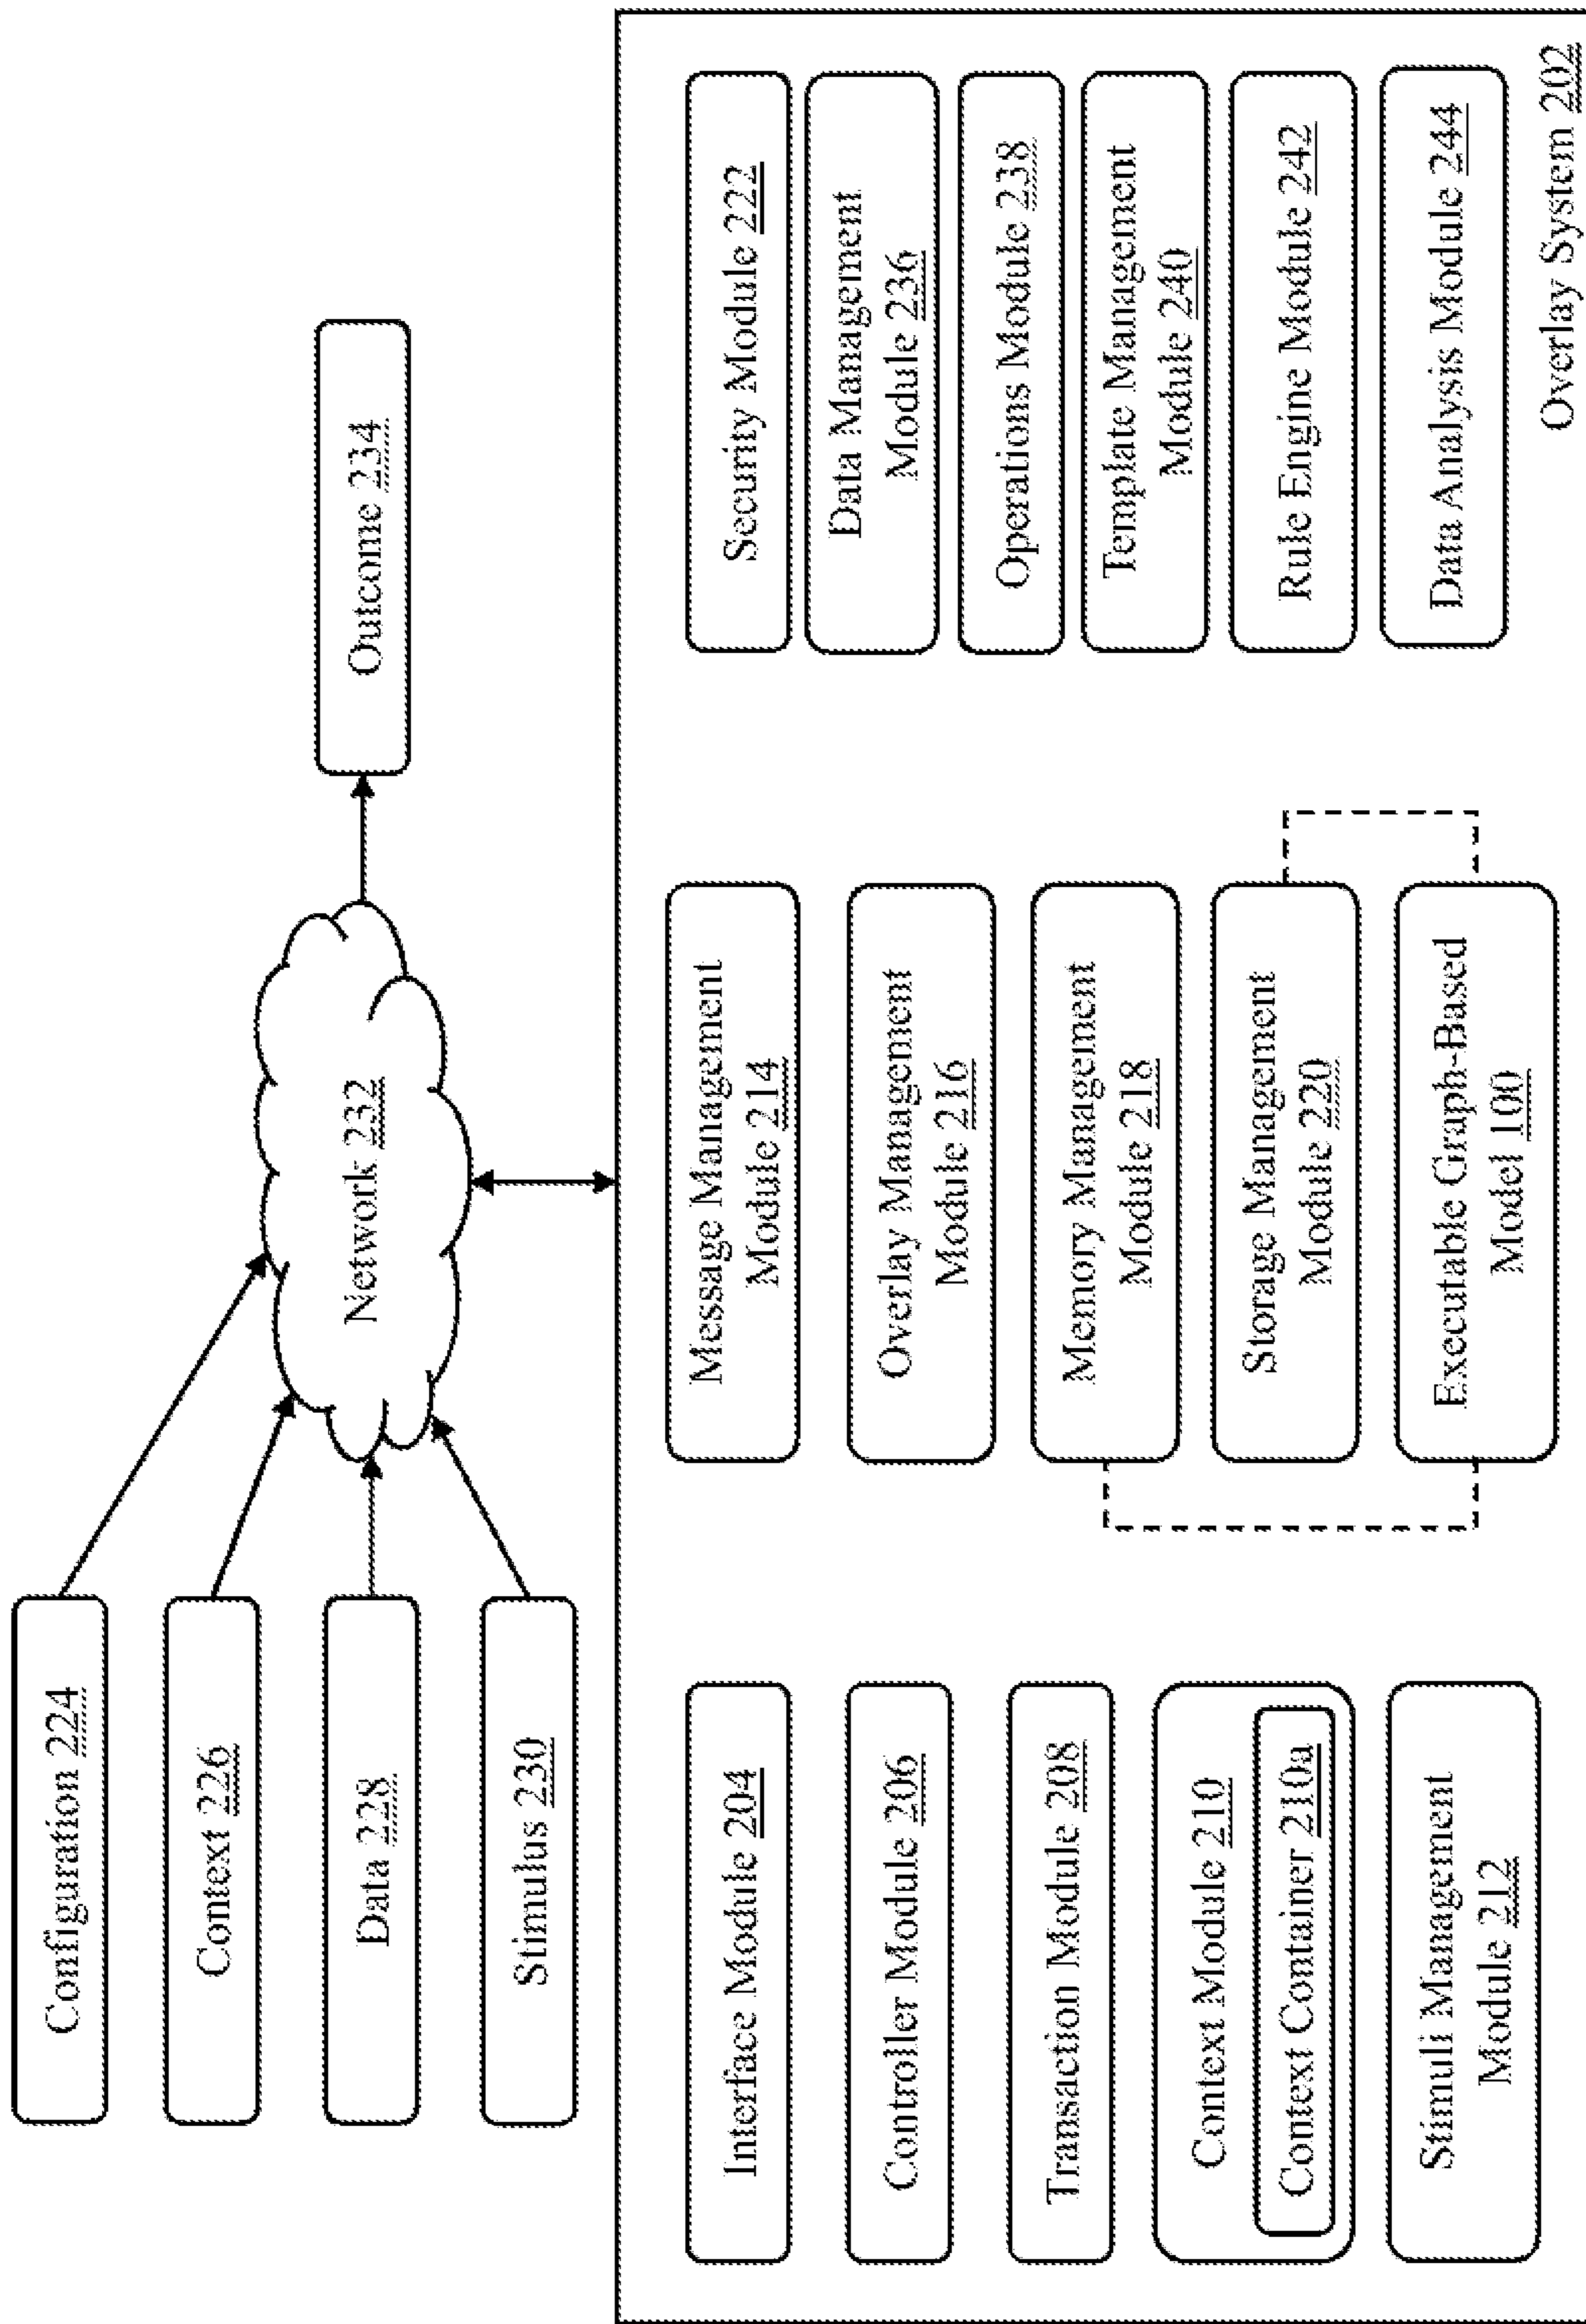 Configuration 224
Context 226
Data 228
Stimulus 230
Network 232
Outcome 234
Interface Module 204
Controller Module 206
Transaction Module 208
Context Module 210
Context Container 210a
Stimuli Management
Module 212
Message Management
Module 214
Overlay Management
Module 216
Memory Management
Module 218
Storage Management
Module 220
Executable Graph-Based
Model 100
Security Module 222
Data Management
Module 236
Operations Module 238
Template Management
Module 240
Rule Engine Module 242
Data Analysis Module 244
Overlay System 202